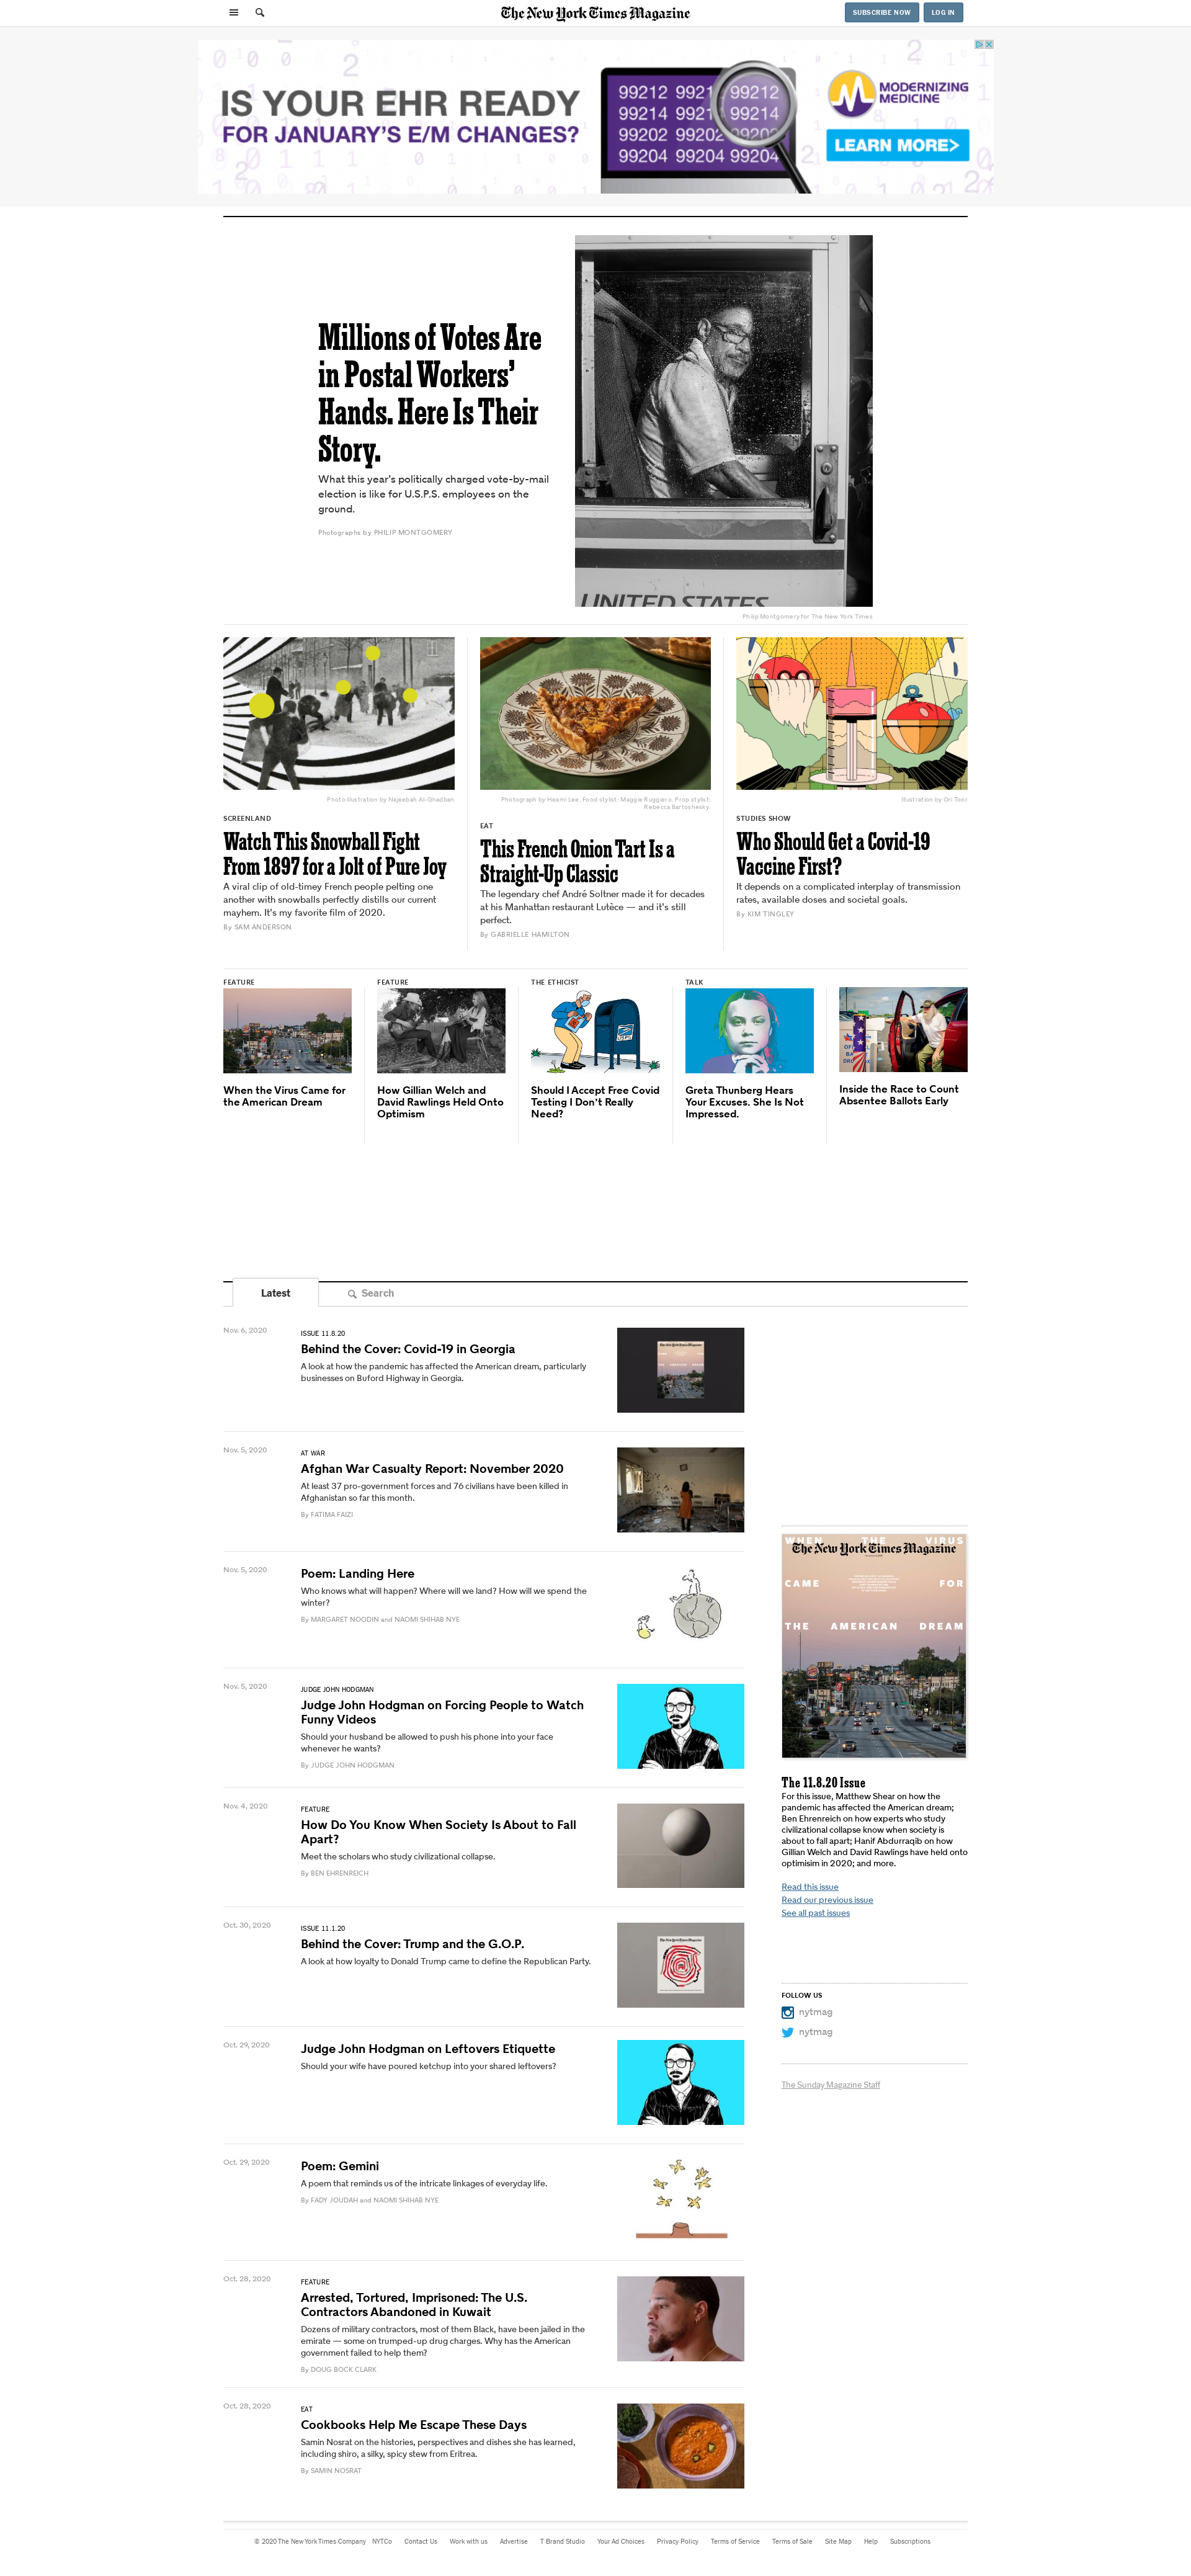 The New York Times Magazine
SUBSCRIBE NOW
LOG IN
IS YOUR EHR READY
FOR JANUARY'S E/M CHANGES?
99212 99212 99212
99214 99214
99202 99202 99202
99204 99204 99204
MODERNIZING
MEDICINE
LEARN MORE>
Millions of Votes Are
in Postal Workers'
Hands. Here Is Their
Story.
What this year's politically charged vote-by-mail
election is like for U.S.P.S. employees on the
ground.
Photographs by PHILIP MONTGOMERY
UNITED STATES
Philip Montgomery for The New York Times
Photo illustration by Najeebah Al-Ghadban
SCREENLAND
Watch This Snowball Fight
From 1897 for a Jolt of Pure Joy
A viral clip of old-timey French people pelting one
another with snowballs perfectly distills our current
mayhem. It's my favorite film of 2020.
By SAM ANDERSON
Photograph by Heami Lee. Food stylist: Maggie Ruggiero. Prop stylist:
Rebecca Bartoshesky.
EAT
This French Onion Tart Is a
Straight-Up Classic
The legendary chef André Soltner made it for decades
at his Manhattan restaurant Lutèce — and it's still
perfect.
By GABRIELLE HAMILTON
Illustration by Ori Toor
STUDIES SHOW
Who Should Get a Covid-19
Vaccine First?
It depends on a complicated interplay of transmission
rates, available doses and societal goals.
By KIM TINGLEY
FEATURE
When the Virus Came for
the American Dream
FEATURE
How Gillian Welch and
David Rawlings Held Onto
Optimism
THE ETHICIST
Should I Accept Free Covid
Testing I Don't Really
Need?
TALK
Greta Thunberg Hears
Your Excuses. She Is Not
Impressed.
Inside the Race to Count
Absentee Ballots Early
Latest
Search
Nov. 6, 2020
ISSUE 11.8.20
Behind the Cover: Covid-19 in Georgia
A look at how the pandemic has affected the American dream, particularly
businesses on Buford Highway in Georgia.
Nov. 5, 2020
AT WAR
Afghan War Casualty Report: November 2020
At least 37 pro-government forces and 76 civilians have been killed in
Afghanistan so far this month.
By FATIMA FAIZI
Nov. 5, 2020
Poem: Landing Here
Who knows what will happen? Where will we land? How will we spend the
winter?
By MARGARET NOODIN and NAOMI SHIHAB NYE
Nov. 5, 2020
JUDGE JOHN HODGMAN
Judge John Hodgman on Forcing People to Watch
Funny Videos
Should your husband be allowed to push his phone into your face
whenever he wants?
By JUDGE JOHN HODGMAN
Nov. 4, 2020
FEATURE
How Do You Know When Society Is About to Fall
Apart?
Meet the scholars who study civilizational collapse.
By BEN EHRENREICH
Oct. 30, 2020
ISSUE 11.1.20
Behind the Cover: Trump and the G.O.P.
A look at how loyalty to Donald Trump came to define the Republican Party.
Oct. 29, 2020
Judge John Hodgman on Leftovers Etiquette
Should your wife have poured ketchup into your shared leftovers?
Oct. 29, 2020
Poem: Gemini
A poem that reminds us of the intricate linkages of everyday life.
By FADY JOUDAH and NAOMI SHIHAB NYE
Oct. 28, 2020
FEATURE
Arrested, Tortured, Imprisoned: The U.S.
Contractors Abandoned in Kuwait
Dozens of military contractors, most of them Black, have been jailed in the
emirate — some on trumped-up drug charges. Why has the American
government failed to help them?
By DOUG BOCK CLARK
Oct. 28, 2020
EAT
Cookbooks Help Me Escape These Days
Samin Nosrat on the histories, perspectives and dishes she has learned,
including shiro, a silky, spicy stew from Eritrea.
By SAMIN NOSRAT
WHEN THE VIRUS
The New York Times Magazine
CAME FOR
THE AMERICAN DREAM
The 11.8.20 Issue
For this issue, Matthew Shear on how the
pandemic has affected the American dream;
Ben Ehrenreich on how experts who study
civilizational collapse know when society is
about to fall apart; Hanif Abdurraqib on how
Gillian Welch and David Rawlings have held onto
optimisim in 2020; and more.
Read this issue
Read our previous issue
See all past issues
FOLLOW US
nytmag
nytmag
The Sunday Magazine Staff
© 2020 The New York Times Company NYTCo Contact Us Work with us Advertise T Brand Studio Your Ad Choices Privacy Policy Terms of Service Terms of Sale Site Map Help Subscriptions